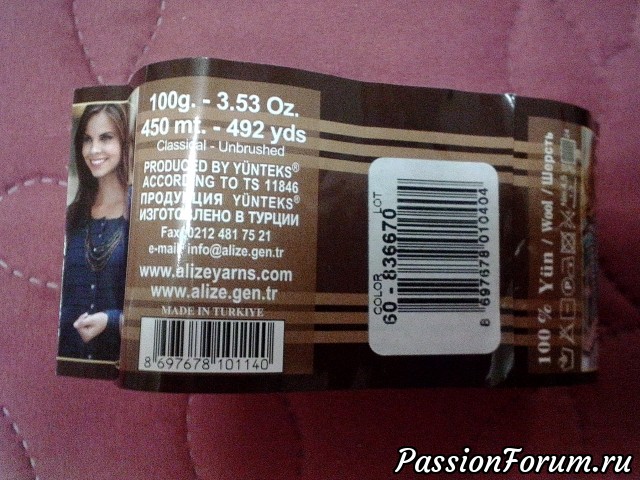 100g. - 3.53 Oz.
450 mt. - 492 yds
Classical - Unbrushed
PRODUCED BY YÜNTEKS®
ACCORDING TO TS 11846
ПРОДУКЦИЯ YÜNTEKS®
ИЗГОТОВЛЕНО В ТУРЦИИ
Fax: 0212 481 75 21
e-mail: info@alize.gen.tr
www.alizeyarns.com
www.alize.gen.tr
MADE IN TURKIYE
8 697678 101140
COLOR LOT
60 - 836670
8 697678 010404
100 % Yün / Wool / Шерсть
PassionForum.ru